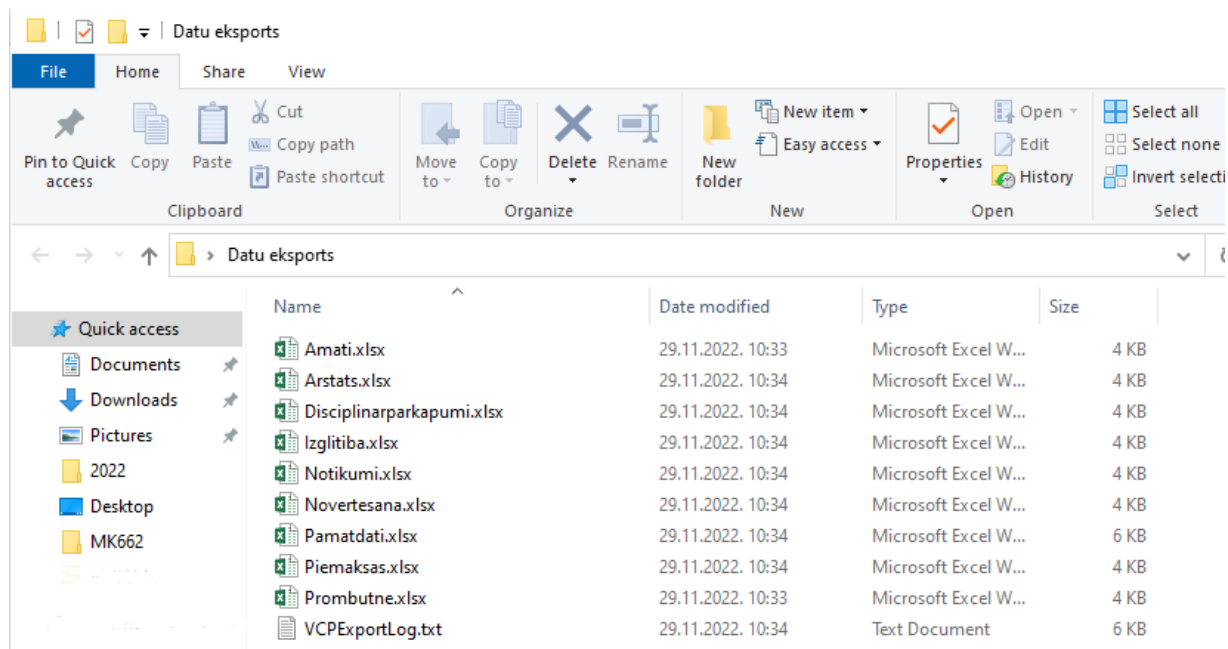 Datu eksports
File Home Share View
Pin to Quick access Copy Paste Cut Copy path Paste shortcut
Clipboard
Move to Copy to Delete Rename
Organize
New folder New item Easy access
New
Properties Open Edit History
Open
Select all Select none Invert selecti
Select
Datu eksports
Quick access
Documents
Downloads
Pictures
2022
Desktop
MK662
Name Date modified Type Size
Amati.xlsx 29.11.2022. 10:33 Microsoft Excel W... 4 KB
Arstats.xlsx 29.11.2022. 10:34 Microsoft Excel W... 4 KB
Disciplinarparkapumi.xlsx 29.11.2022. 10:34 Microsoft Excel W... 4 KB
Izglitiba.xlsx 29.11.2022. 10:34 Microsoft Excel W... 4 KB
Notikumi.xlsx 29.11.2022. 10:34 Microsoft Excel W... 4 KB
Novertesana.xlsx 29.11.2022. 10:34 Microsoft Excel W... 4 KB
Pamatdati.xlsx 29.11.2022. 10:34 Microsoft Excel W... 6 KB
Piemaksas.xlsx 29.11.2022. 10:34 Microsoft Excel W... 4 KB
Prombutne.xlsx 29.11.2022. 10:33 Microsoft Excel W... 4 KB
VCPExportLog.txt 29.11.2022. 10:34 Text Document 6 KB